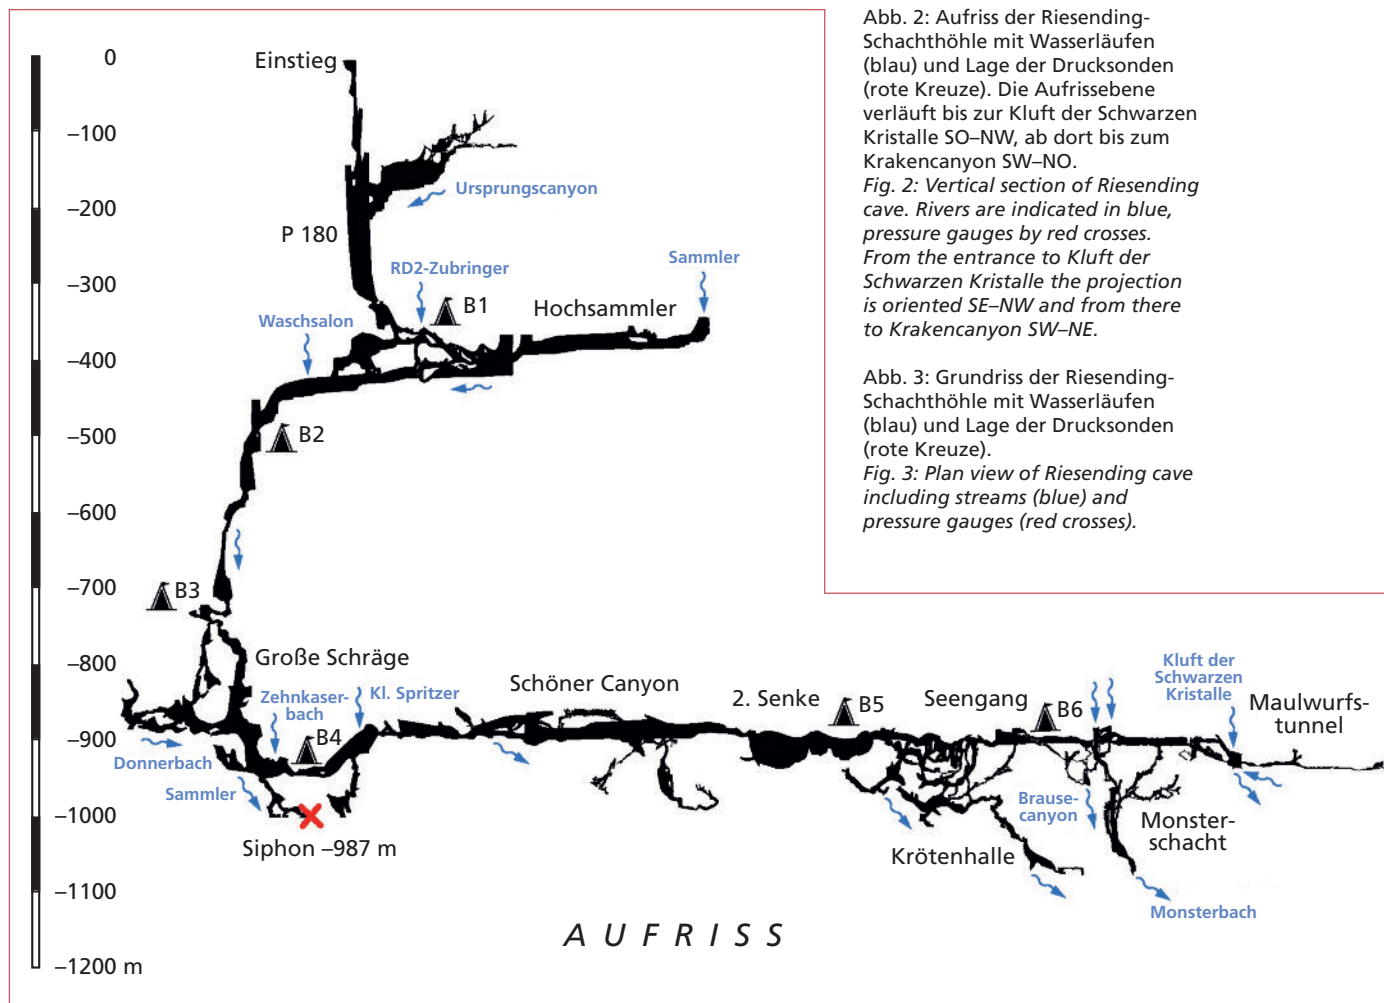 Abb. 2: Aufriss der Riesending-
Schachthöhle mit Wasserläufen
(blau) und Lage der Drucksonden
(rote Kreuze). Die Aufrissebene
verläuft bis zur Kluft der Schwarzen
Kristalle SO–NW, ab dort bis zum
Krakencanyon SW–NO.
Fig. 2: Vertical section of Riesending
cave. Rivers are indicated in blue,
pressure gauges by red crosses.
From the entrance to Kluft der
Schwarzen Kristalle the projection
is oriented SE–NW and from there
to Krakencanyon SW–NE.
Abb. 3: Grundriss der Riesending-
Schachthöhle mit Wasserläufen
(blau) und Lage der Drucksonden
(rote Kreuze).
Fig. 3: Plan view of Riesending cave
including streams (blue) and
pressure gauges (red crosses).
0
–100
–200
–300
–400
–500
–600
–700
–800
–900
–1000
–1100
–1200 m
Einstieg
Ursprungscanyon
P 180
RD2-Zubringer
Sammler
B1
Hochsammler
Waschsalon
B2
B3
Große Schräge
Zehnkaser-
bach
Kl. Spritzer
B4
Donnerbach
Sammler
Siphon –987 m
Schöner Canyon
2. Senke
B5
Seengang
B6
Kluft der
Schwarzen
Kristalle
Maulwurfs-
tunnel
Krötenhalle
Brause-
canyon
Monster-
schacht
Monsterbach
AUFRISS